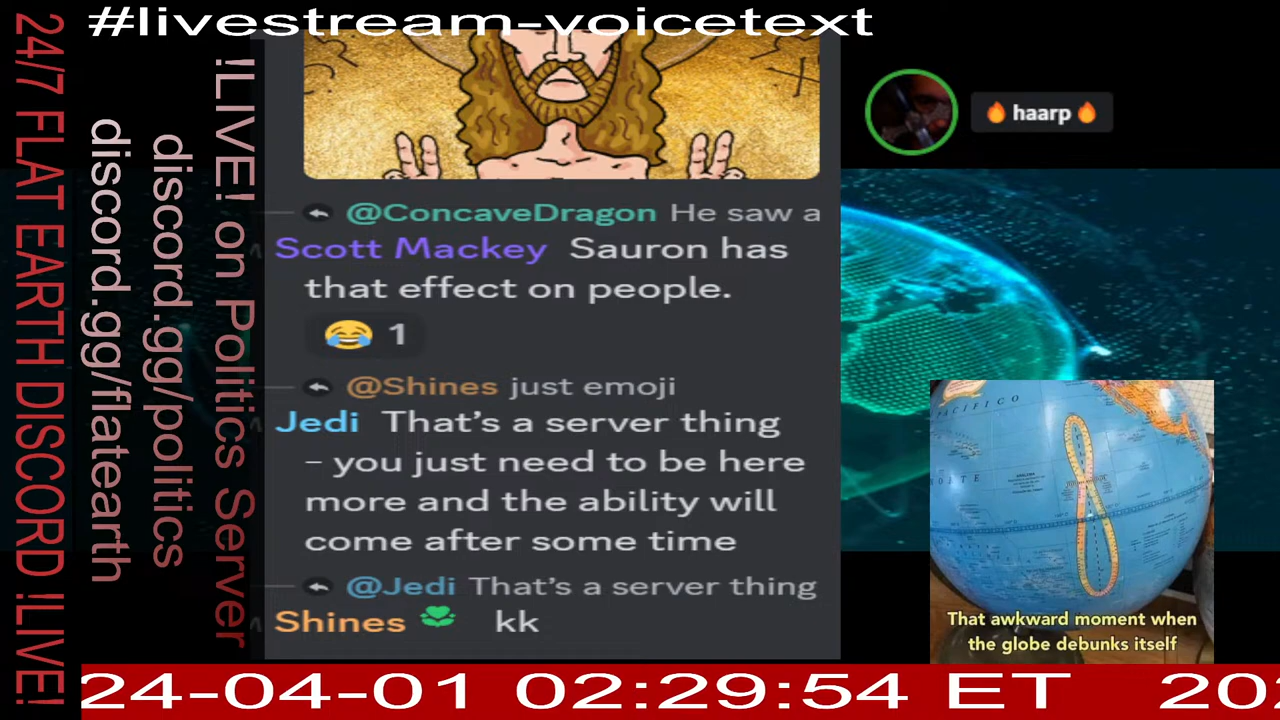 #livestream-voicetext
24/7 FLAT EARTH DISCORD !LIVE!
discord.gg/flatearth
discord.gg/politics
!LIVE! on Politics Server
@ConcaveDragon He saw a
Scott Mackey Sauron has
that effect on people.
😂 1
@Shines just emoji
Jedi That's a server thing
– you just need to be here
more and the ability will
come after some time
@Jedi That's a server thing
Shines kk
🔥 haarp 🔥
PACIFICO
That awkward moment when
the globe debunks itself
24-04-01 02:29:54 ET 202